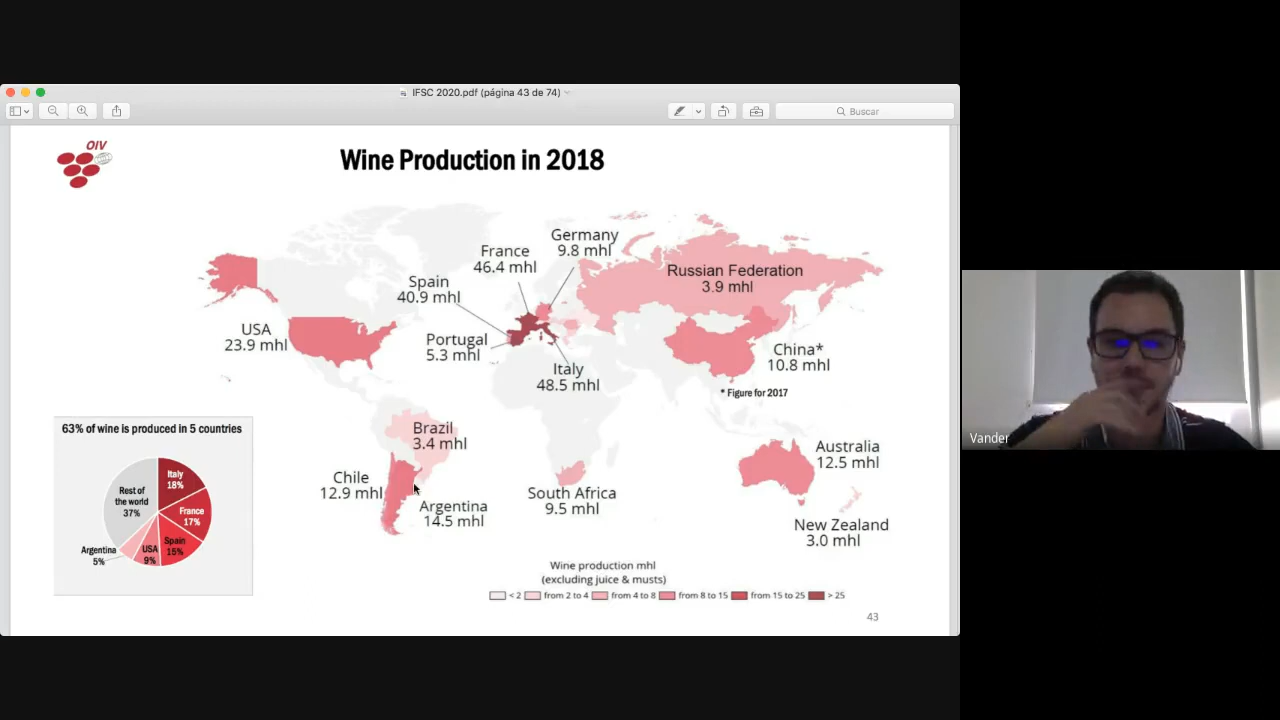 IFSC 2020.pdf (página 43 de 74)
Buscar
OIV
Wine Production in 2018
Germany
9.8 mhl
France
46.4 mhl
Russian Federation
3.9 mhl
Spain
40.9 mhl
USA
23.9 mhl
Portugal
5.3 mhl
China*
10.8 mhl
Italy
48.5 mhl
* Figure for 2017
63% of wine is produced in 5 countries
Italy
18%
Rest of
the world
37%
France
17%
Spain
15%
USA
9%
Argentina
5%
Brazil
3.4 mhl
Australia
12.5 mhl
Chile
12.9 mhl
South Africa
9.5 mhl
Argentina
14.5 mhl
New Zealand
3.0 mhl
Wine production mhl
(excluding juice & musts)
< 2 from 2 to 4 from 4 to 8 from 8 to 15 from 15 to 25 > 25
43
Vander